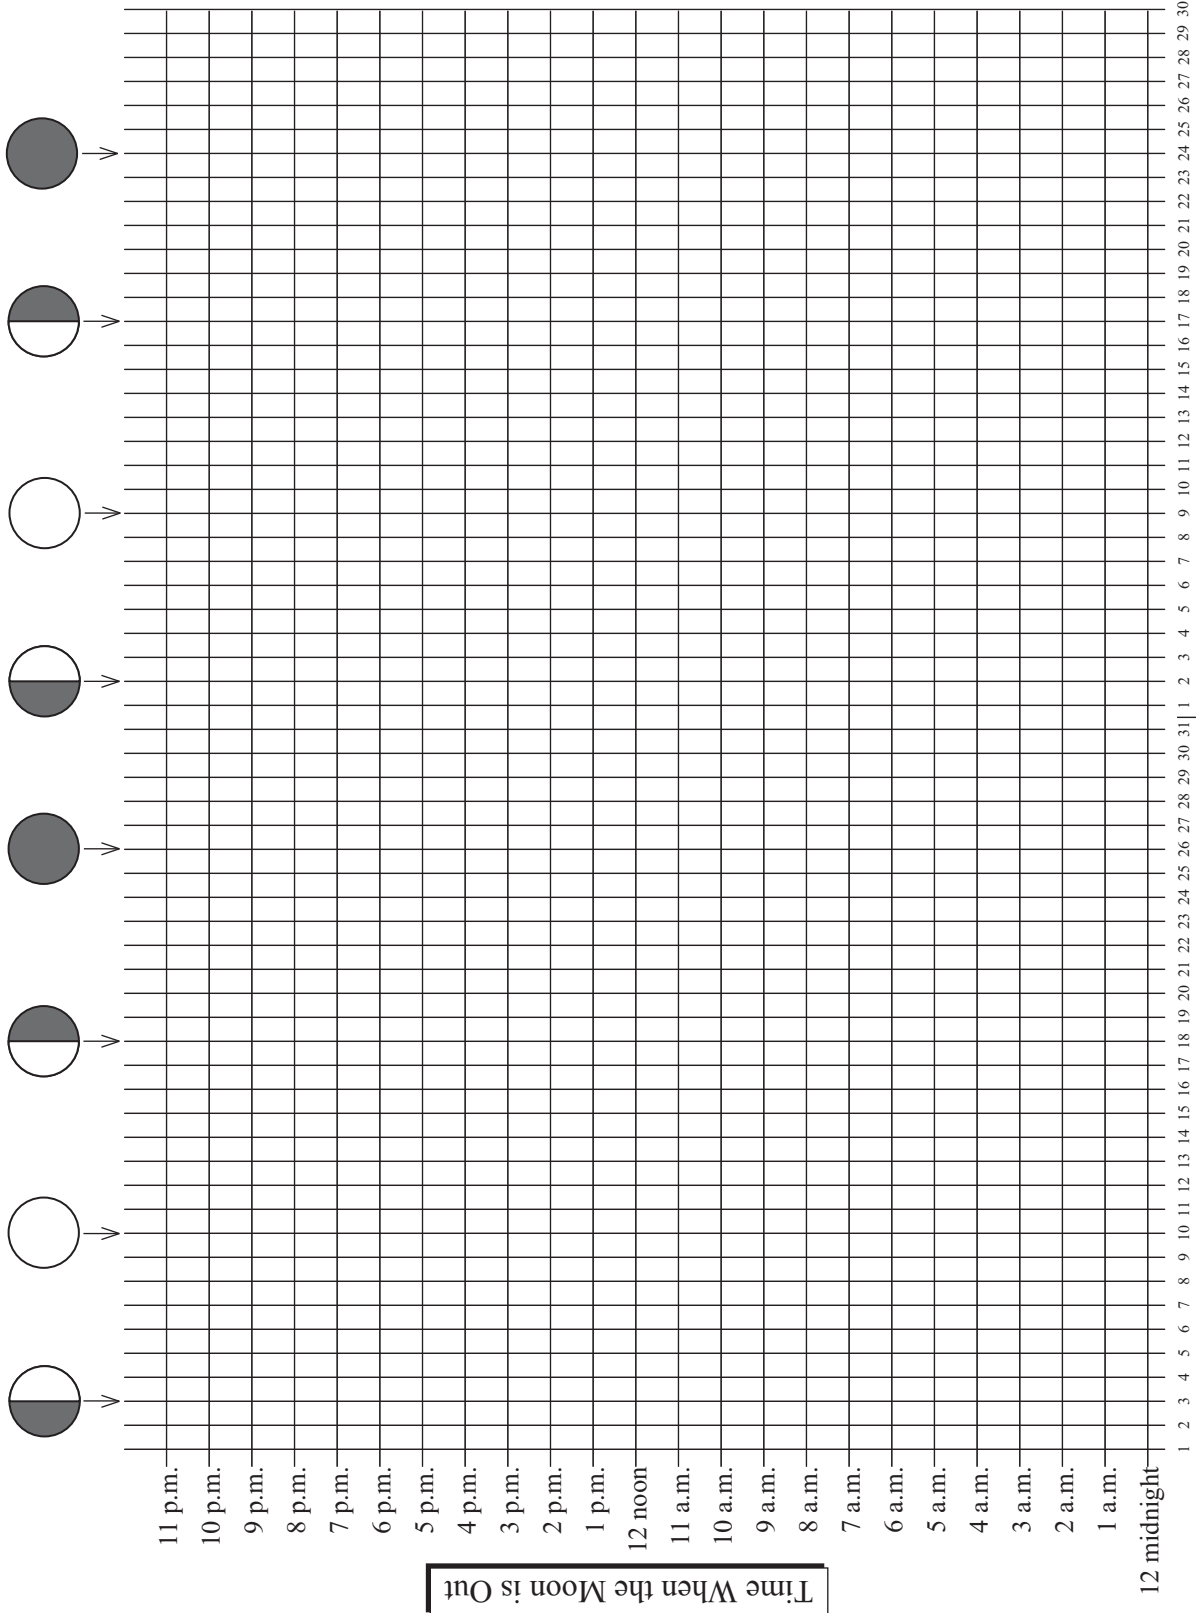 Time When the Moon is Out
11 p.m.
10 p.m.
9 p.m.
8 p.m.
7 p.m.
6 p.m.
5 p.m.
4 p.m.
3 p.m.
2 p.m.
1 p.m.
12 noon
11 a.m.
10 a.m.
9 a.m.
8 a.m.
7 a.m.
6 a.m.
5 a.m.
4 a.m.
3 a.m.
2 a.m.
1 a.m.
12 midnight
1 2 3 4 5 6 7 8 9 10 11 12 13 14 15 16 17 18 19 20 21 22 23 24 25 26 27 28 29 30 31 1 2 3 4 5 6 7 8 9 10 11 12 13 14 15 16 17 18 19 20 21 22 23 24 25 26 27 28 29 30